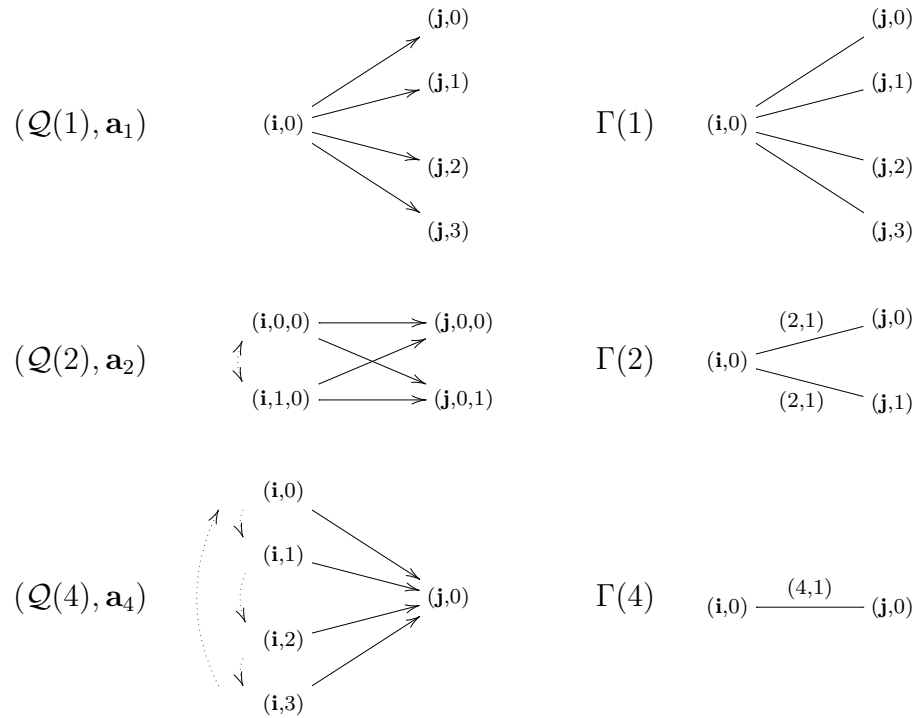 (𝒬(1), 𝐚₁) (𝐢,0) (𝐣,0) (𝐣,1) (𝐣,2) (𝐣,3) Γ(1) (𝐢,0) (𝐣,0) (𝐣,1) (𝐣,2) (𝐣,3)
(𝒬(2), 𝐚₂) (𝐢,0,0) (𝐢,1,0) (𝐣,0,0) (𝐣,0,1) Γ(2) (𝐢,0) (2,1) (2,1) (𝐣,0) (𝐣,1)
(𝒬(4), 𝐚₄) (𝐢,0) (𝐢,1) (𝐢,2) (𝐢,3) (𝐣,0) Γ(4) (𝐢,0) (4,1) (𝐣,0)